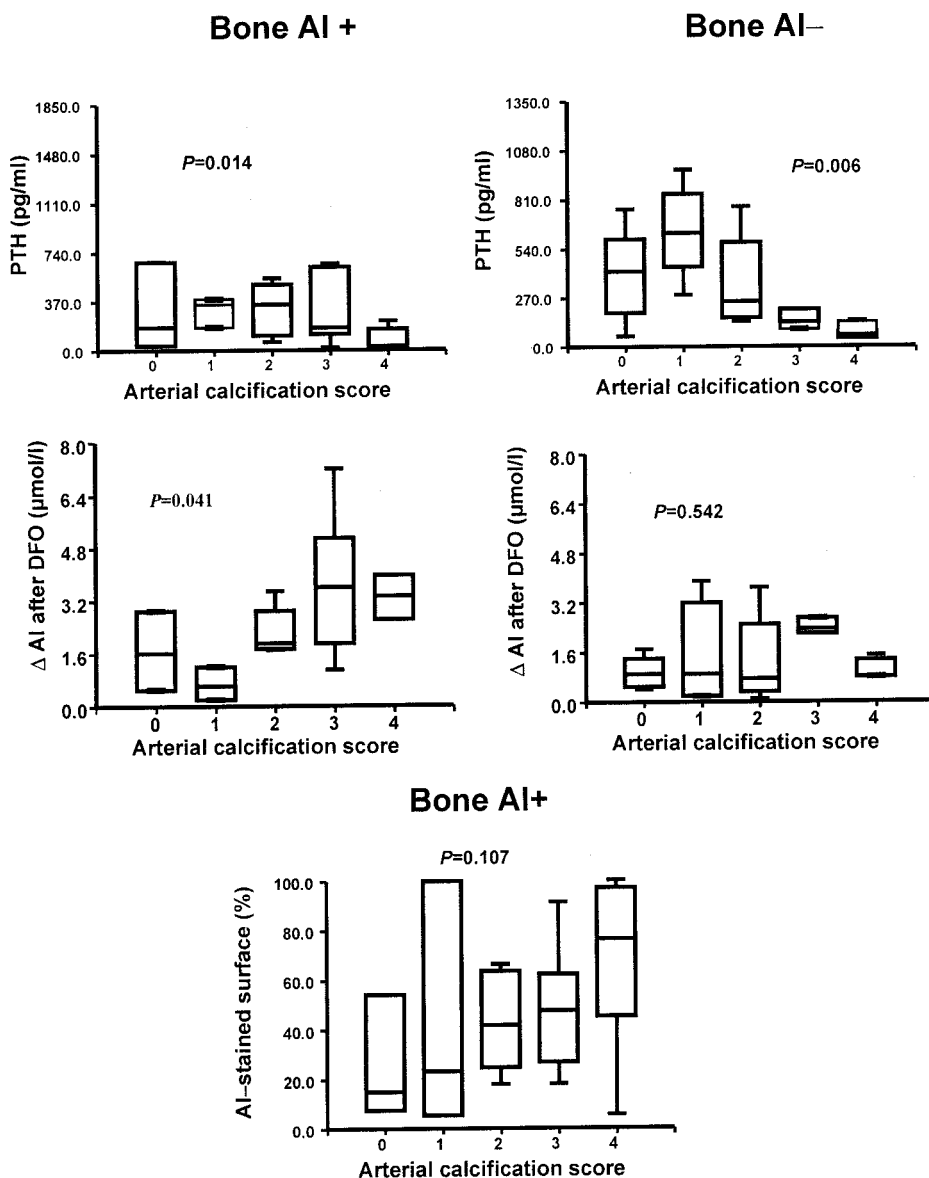 Bone Al + Bone Al–
1850.0
1480.0
1110.0
740.0
370.0
0.0
PTH (pg/ml)
P=0.014
0 1 2 3 4
Arterial calcification score
1350.0
1080.0
810.0
540.0
270.0
0.0
PTH (pg/ml)
P=0.006
0 1 2 3 4
Arterial calcification score
8.0
6.4
4.8
3.2
1.6
0.0
Δ Al after DFO (μmol/l)
P=0.041
0 1 2 3 4
Arterial calcification score
8.0
6.4
4.8
3.2
1.6
0.0
Δ Al after DFO (μmol/l)
P=0.542
0 1 2 3 4
Arterial calcification score
Bone Al+
P=0.107
100.0
80.0
60.0
40.0
20.0
0.0
Al–stained surface (%)
0 1 2 3 4
Arterial calcification score